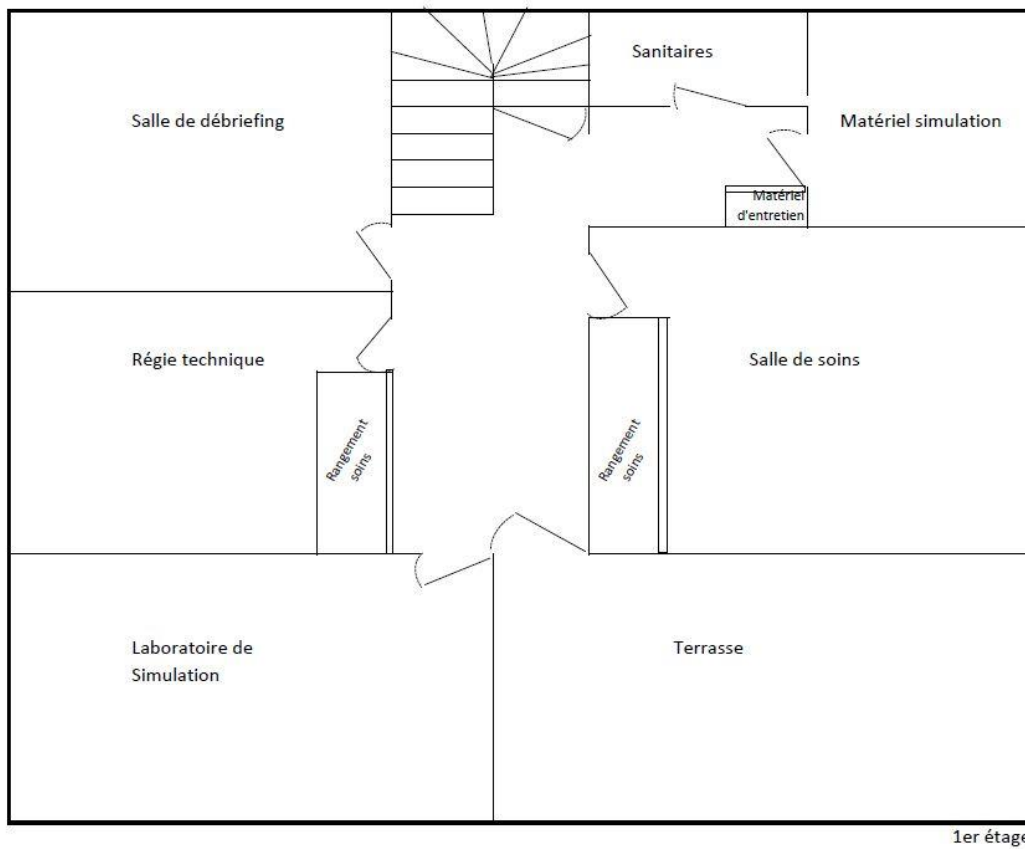 Sanitaires
Salle de débriefing
Matériel simulation
Matériel
d'entretien
Régie technique
Salle de soins
Rangement
soins
Rangement
soins
Laboratoire de
Simulation
Terrasse
1er étage